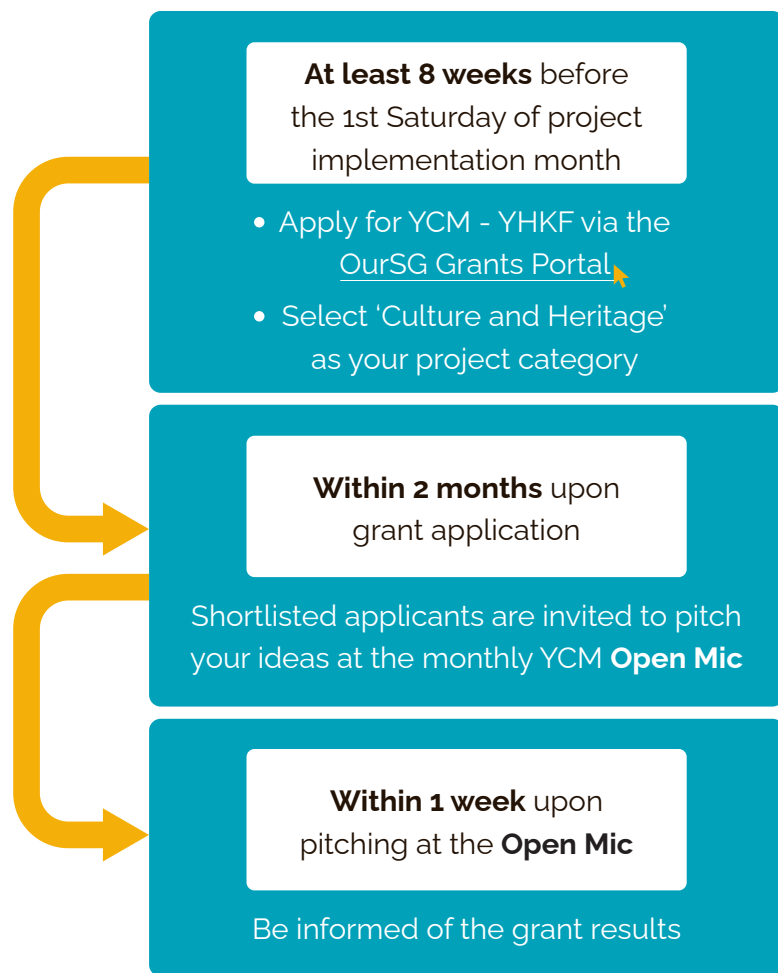 At least 8 weeks before
the 1st Saturday of project
implementation month
• Apply for YCM - YHKF via the
OurSG Grants Portal
• Select ‘Culture and Heritage’
as your project category
Within 2 months upon
grant application
Shortlisted applicants are invited to pitch
your ideas at the monthly YCM Open Mic
Within 1 week upon
pitching at the Open Mic
Be informed of the grant results